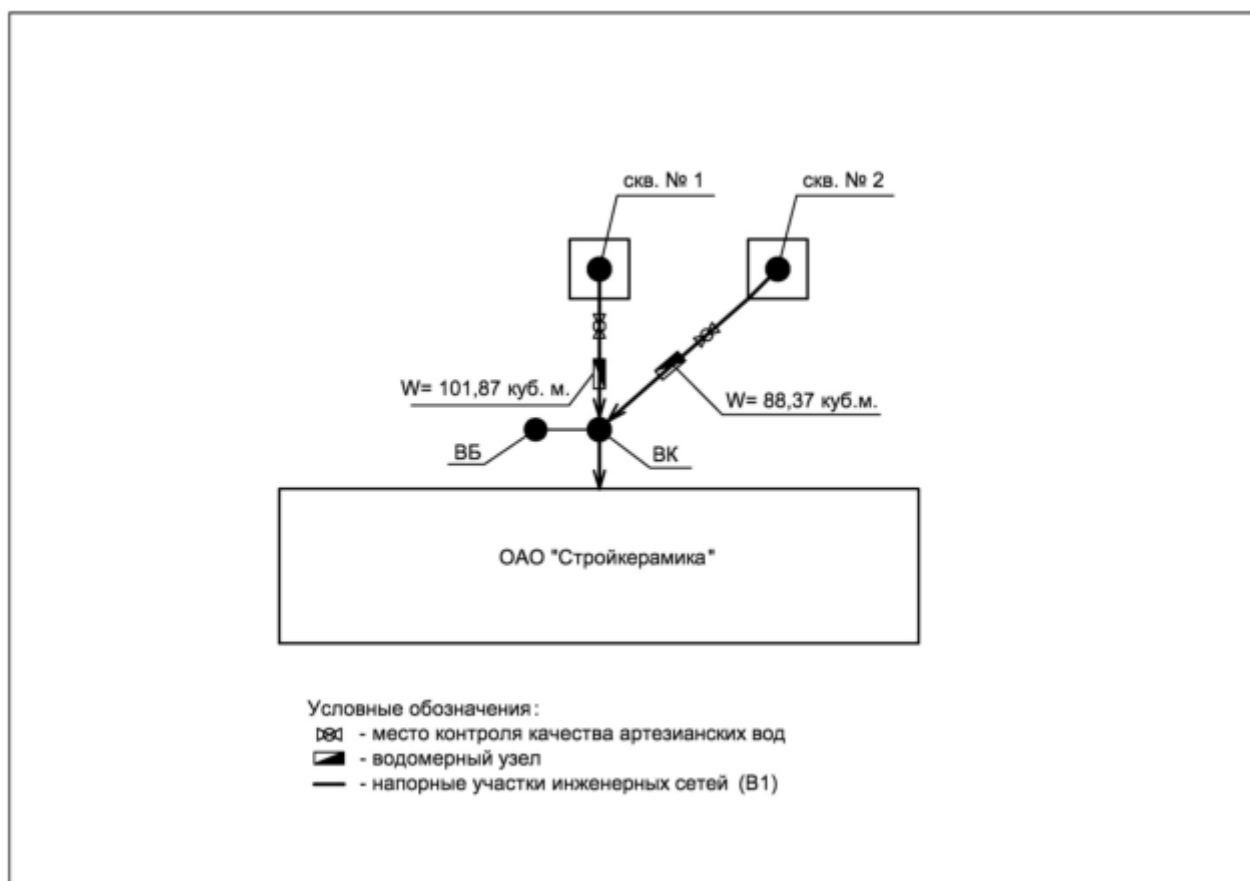 скв. № 1
скв. № 2
W= 101,87 куб. м.
W= 88,37 куб.м.
ВБ
ВК
ОАО "Стройкерамика"
Условные обозначения:
- место контроля качества артезианских вод
- водомерный узел
- напорные участки инженерных сетей (В1)